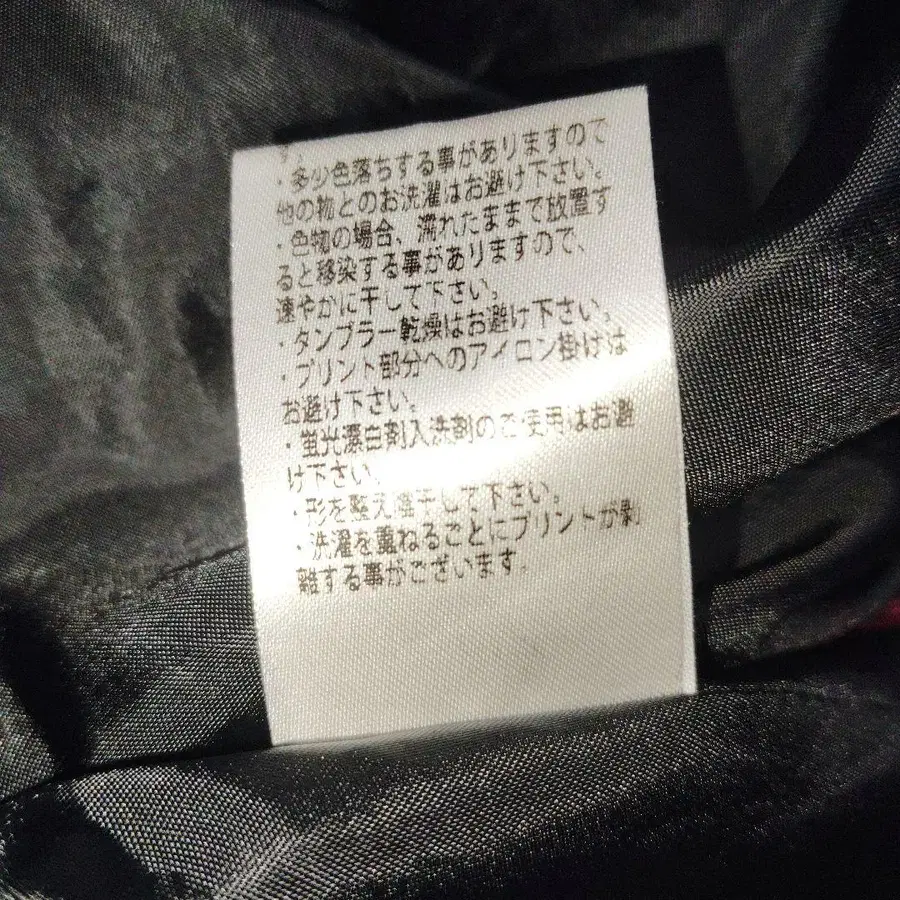 す。
・多少色落ちする事がありますので
他の物とのお洗濯はお避け下さい。
・色物の場合、濡れたままで放置す
ると移染する事がありますので、
速やかに干して下さい。
・タンブラー乾燥はお避け下さい。
・プリント部分へのアイロン掛けは
お避け下さい。
・蛍光漂白剤入洗剤のご使用はお避
け下さい。
・形を整え陰干して下さい。
・洗濯を重ねるごとにプリントが剥
離する事がございます。